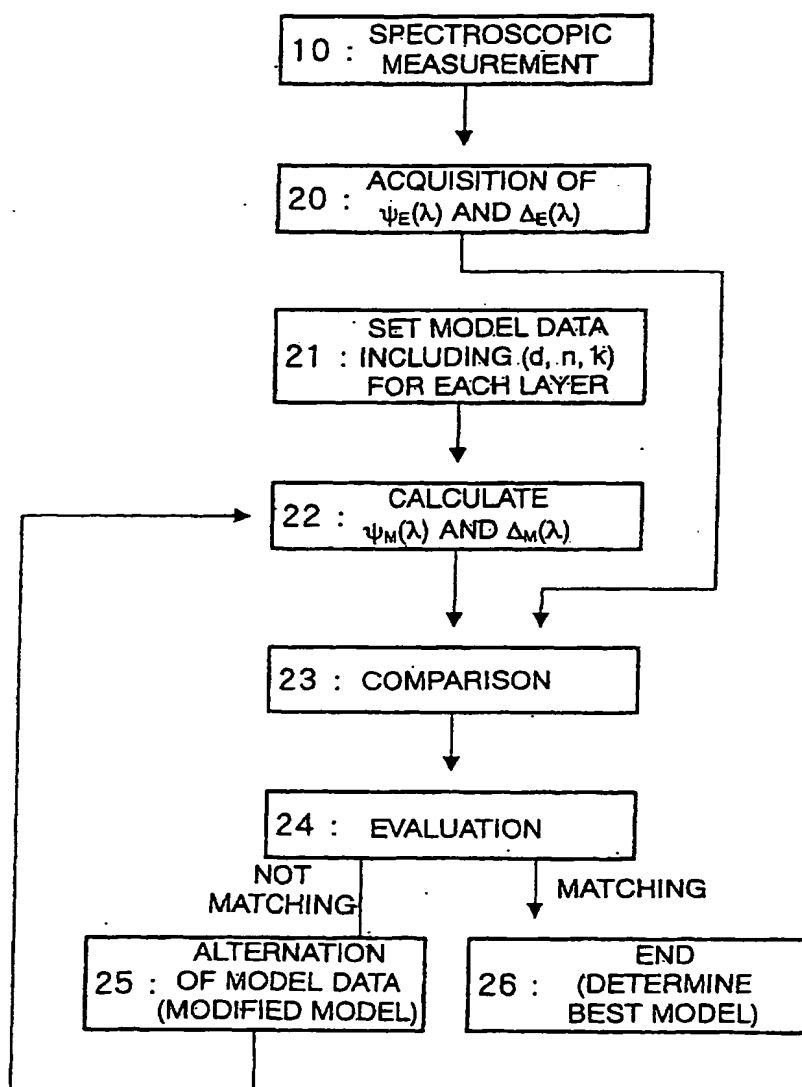 10 : SPECTROSCOPIC
MEASUREMENT
20 : ACQUISITION OF
ψE(λ) AND ΔE(λ)
21 : SET MODEL DATA
INCLUDING (d, n, k)
FOR EACH LAYER
22 : CALCULATE
ψM(λ) AND ΔM(λ)
23 : COMPARISON
24 : EVALUATION
NOT
MATCHING
MATCHING
25 : ALTERNATION
OF MODEL DATA
(MODIFIED MODEL)
26 : END
(DETERMINE
BEST MODEL)